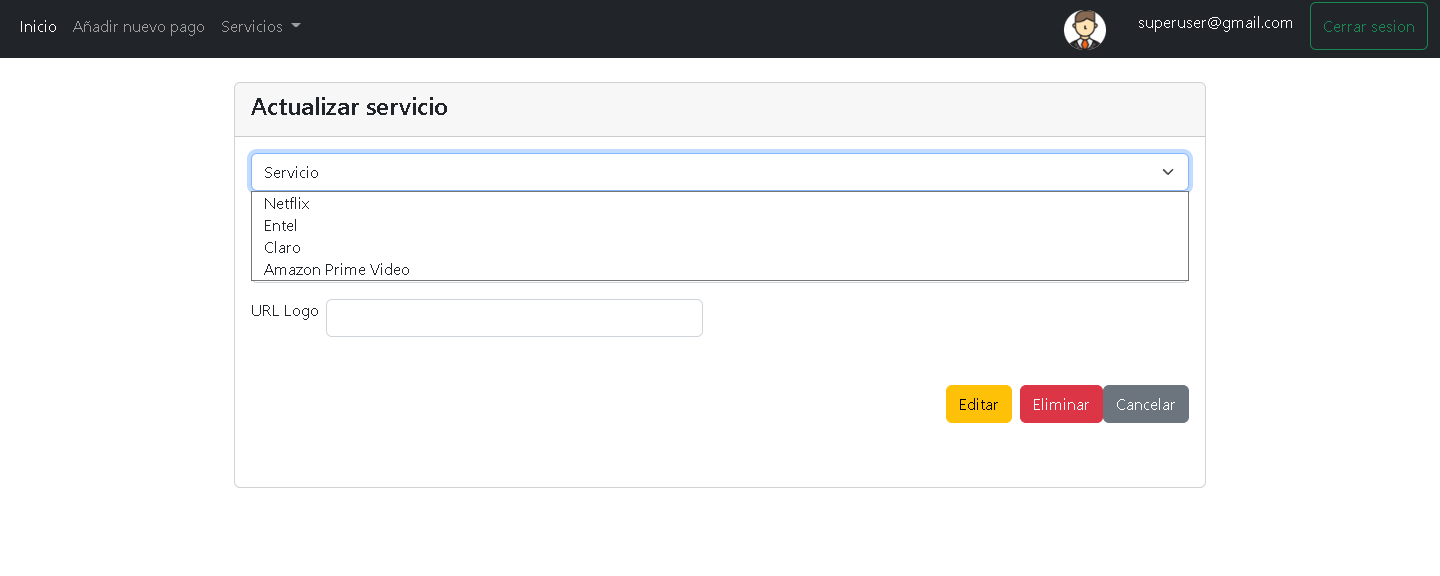 Inicio Añadir nuevo pago Servicios superuser@gmail.com Cerrar sesion
Actualizar servicio
Servicio
Netflix
Entel
Claro
Amazon Prime Video
URL Logo
Editar Eliminar Cancelar